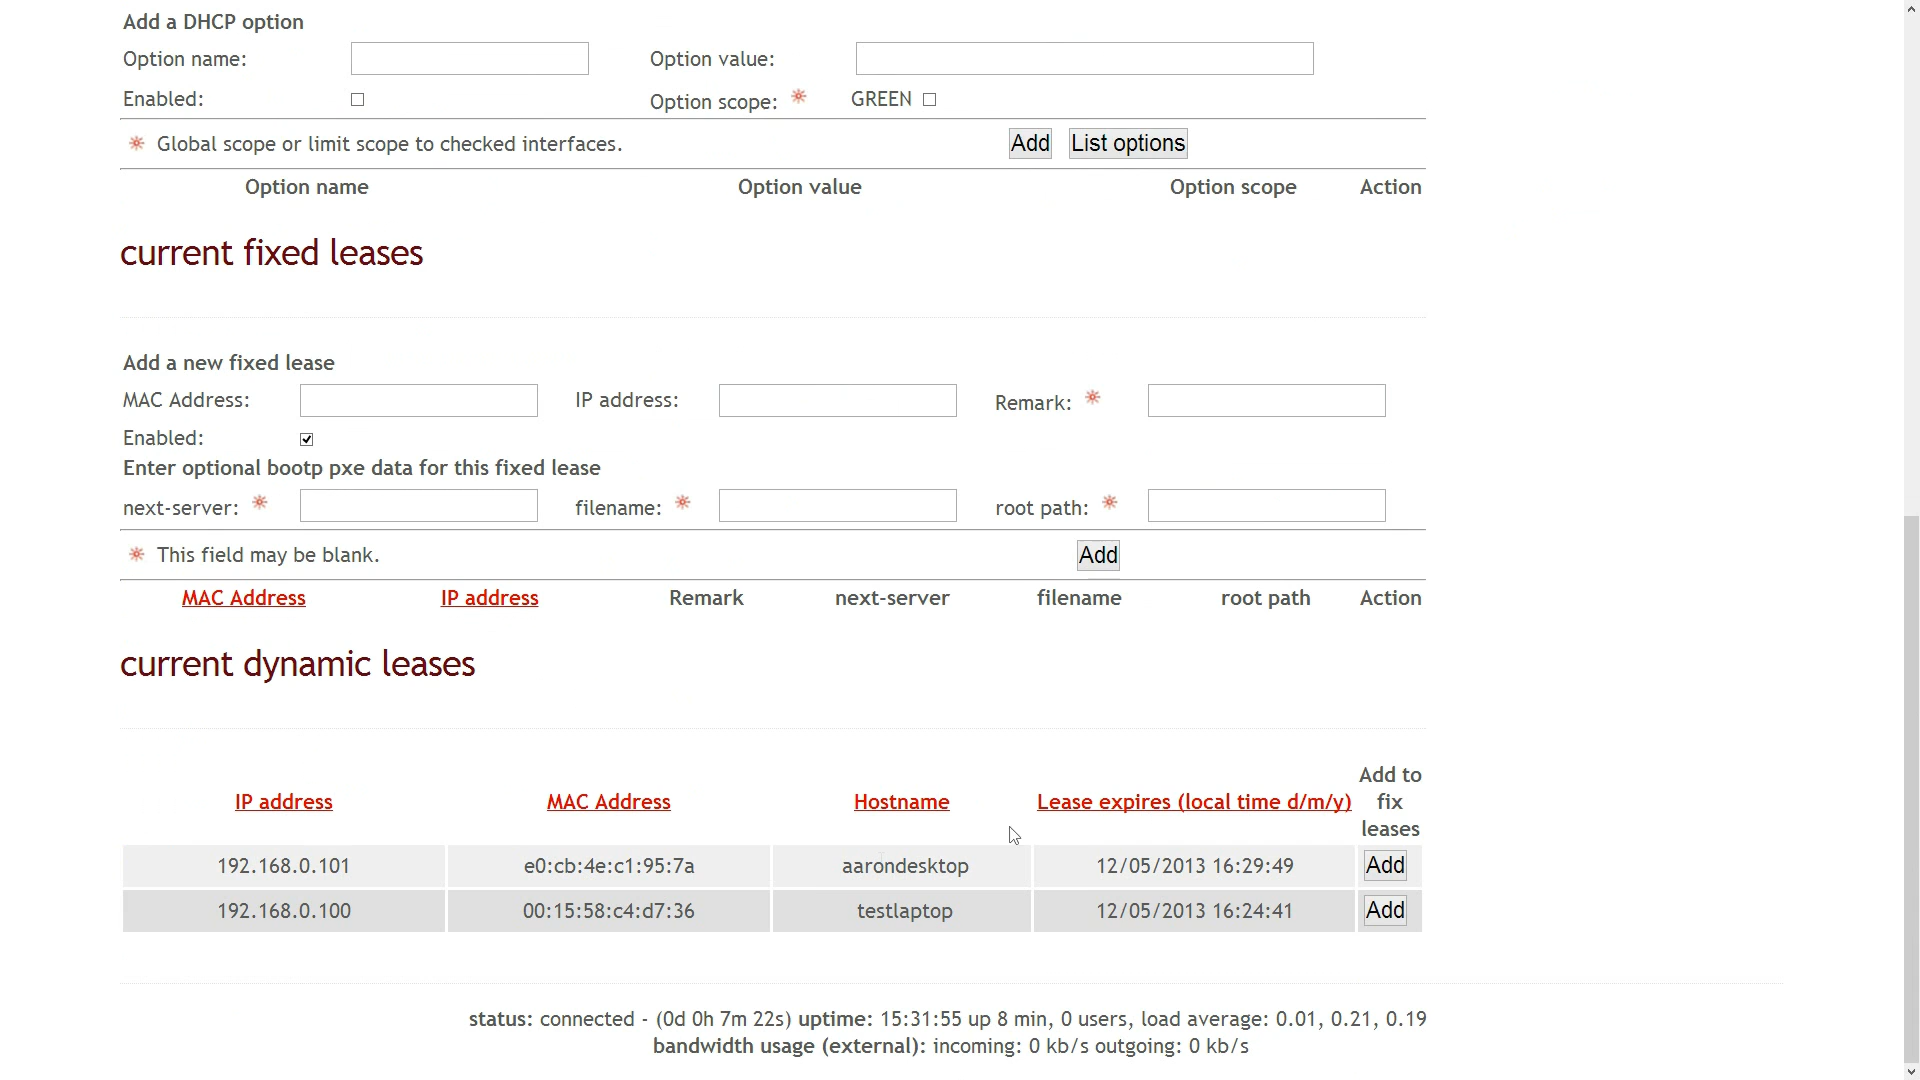 Add a DHCP option
Option name: Option value:
Enabled: Option scope: GREEN
Global scope or limit scope to checked interfaces. Add List options
Option name Option value Option scope Action
current fixed leases
Add a new fixed lease
MAC Address: IP address: Remark:
Enabled:
Enter optional bootp pxe data for this fixed lease
next-server: filename: root path:
This field may be blank. Add
MAC Address IP address Remark next-server filename root path Action
current dynamic leases
IP address MAC Address Hostname Lease expires (local time d/m/y) Add to fix leases
192.168.0.101 e0:cb:4e:c1:95:7a aarondesktop 12/05/2013 16:29:49 Add
192.168.0.100 00:15:58:c4:d7:36 testlaptop 12/05/2013 16:24:41 Add
status: connected - (0d 0h 7m 22s) uptime: 15:31:55 up 8 min, 0 users, load average: 0.01, 0.21, 0.19
bandwidth usage (external): incoming: 0 kb/s outgoing: 0 kb/s